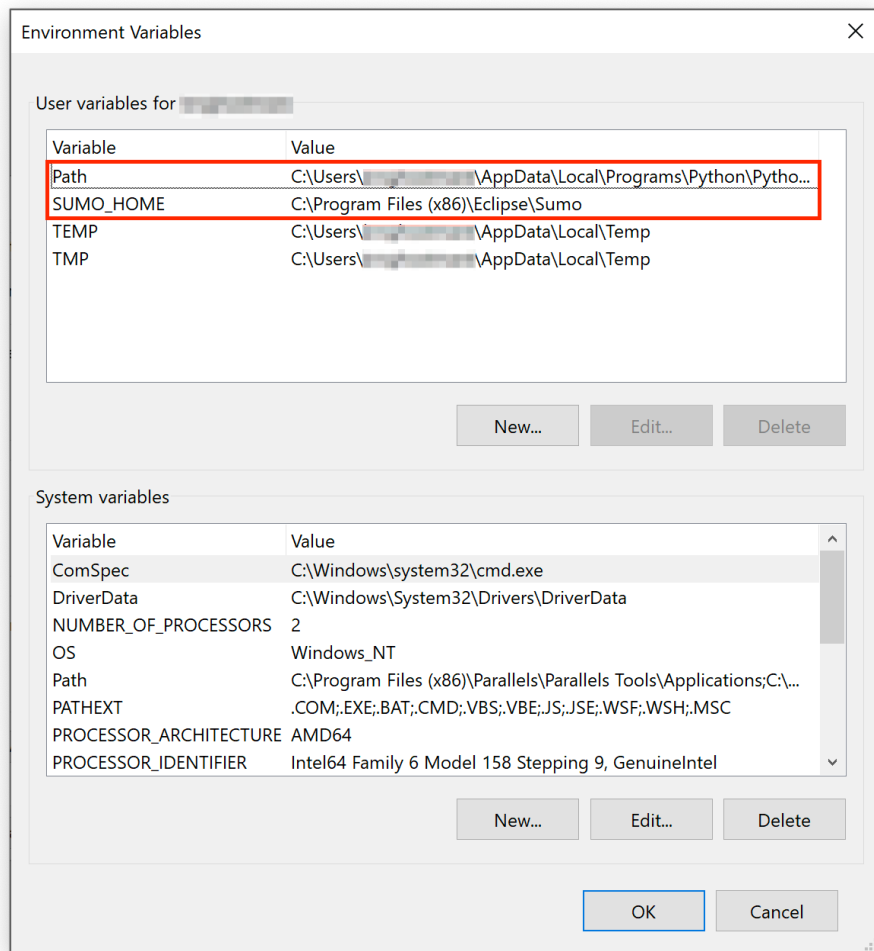 Environment Variables
User variables for
Variable Value
Path C:\Users\ \AppData\Local\Programs\Python\Pytho...
SUMO_HOME C:\Program Files (x86)\Eclipse\Sumo
TEMP C:\Users\ \AppData\Local\Temp
TMP C:\Users\ \AppData\Local\Temp
New... Edit... Delete
System variables
Variable Value
ComSpec C:\Windows\system32\cmd.exe
DriverData C:\Windows\System32\Drivers\DriverData
NUMBER_OF_PROCESSORS 2
OS Windows_NT
Path C:\Program Files (x86)\Parallels\Parallels Tools\Applications;C:\...
PATHEXT .COM;.EXE;.BAT;.CMD;.VBS;.VBE;.JS;.JSE;.WSF;.WSH;.MSC
PROCESSOR_ARCHITECTURE AMD64
PROCESSOR_IDENTIFIER Intel64 Family 6 Model 158 Stepping 9, GenuineIntel
New... Edit... Delete
OK Cancel